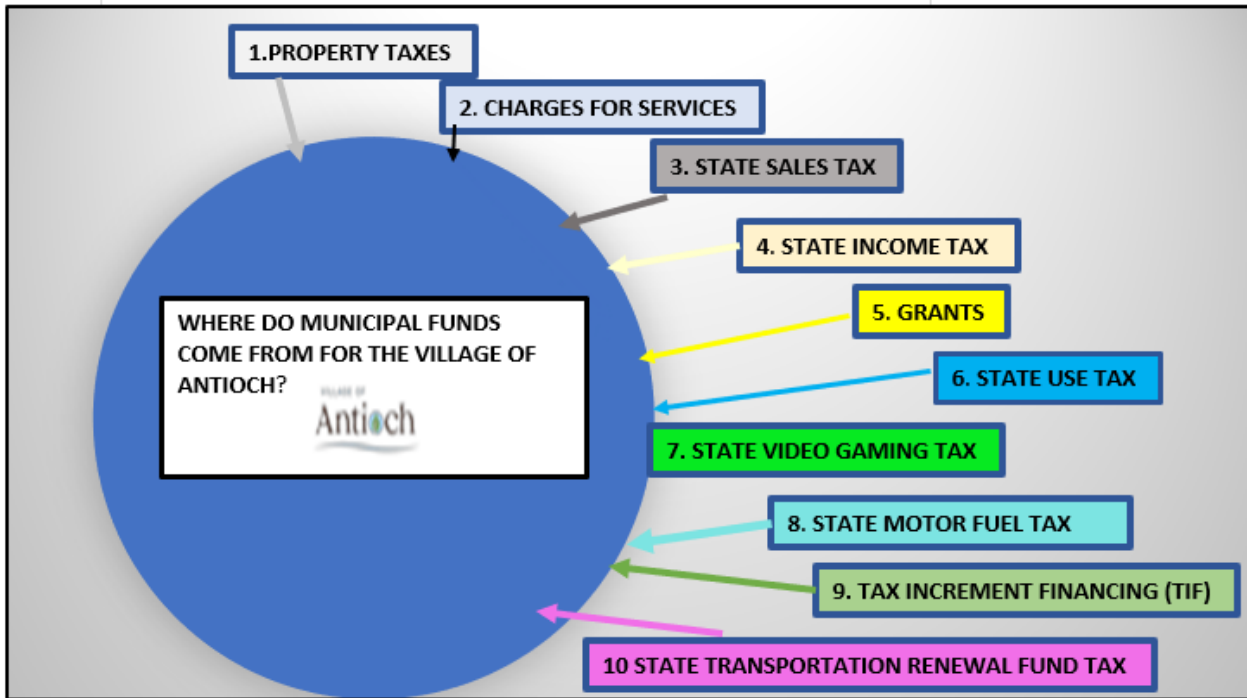 1.PROPERTY TAXES
2. CHARGES FOR SERVICES
3. STATE SALES TAX
4. STATE INCOME TAX
5. GRANTS
WHERE DO MUNICIPAL FUNDS
COME FROM FOR THE VILLAGE OF
ANTIOCH?
VILLAGE OF
Antioch
6. STATE USE TAX
7. STATE VIDEO GAMING TAX
8. STATE MOTOR FUEL TAX
9. TAX INCREMENT FINANCING (TIF)
10 STATE TRANSPORTATION RENEWAL FUND TAX